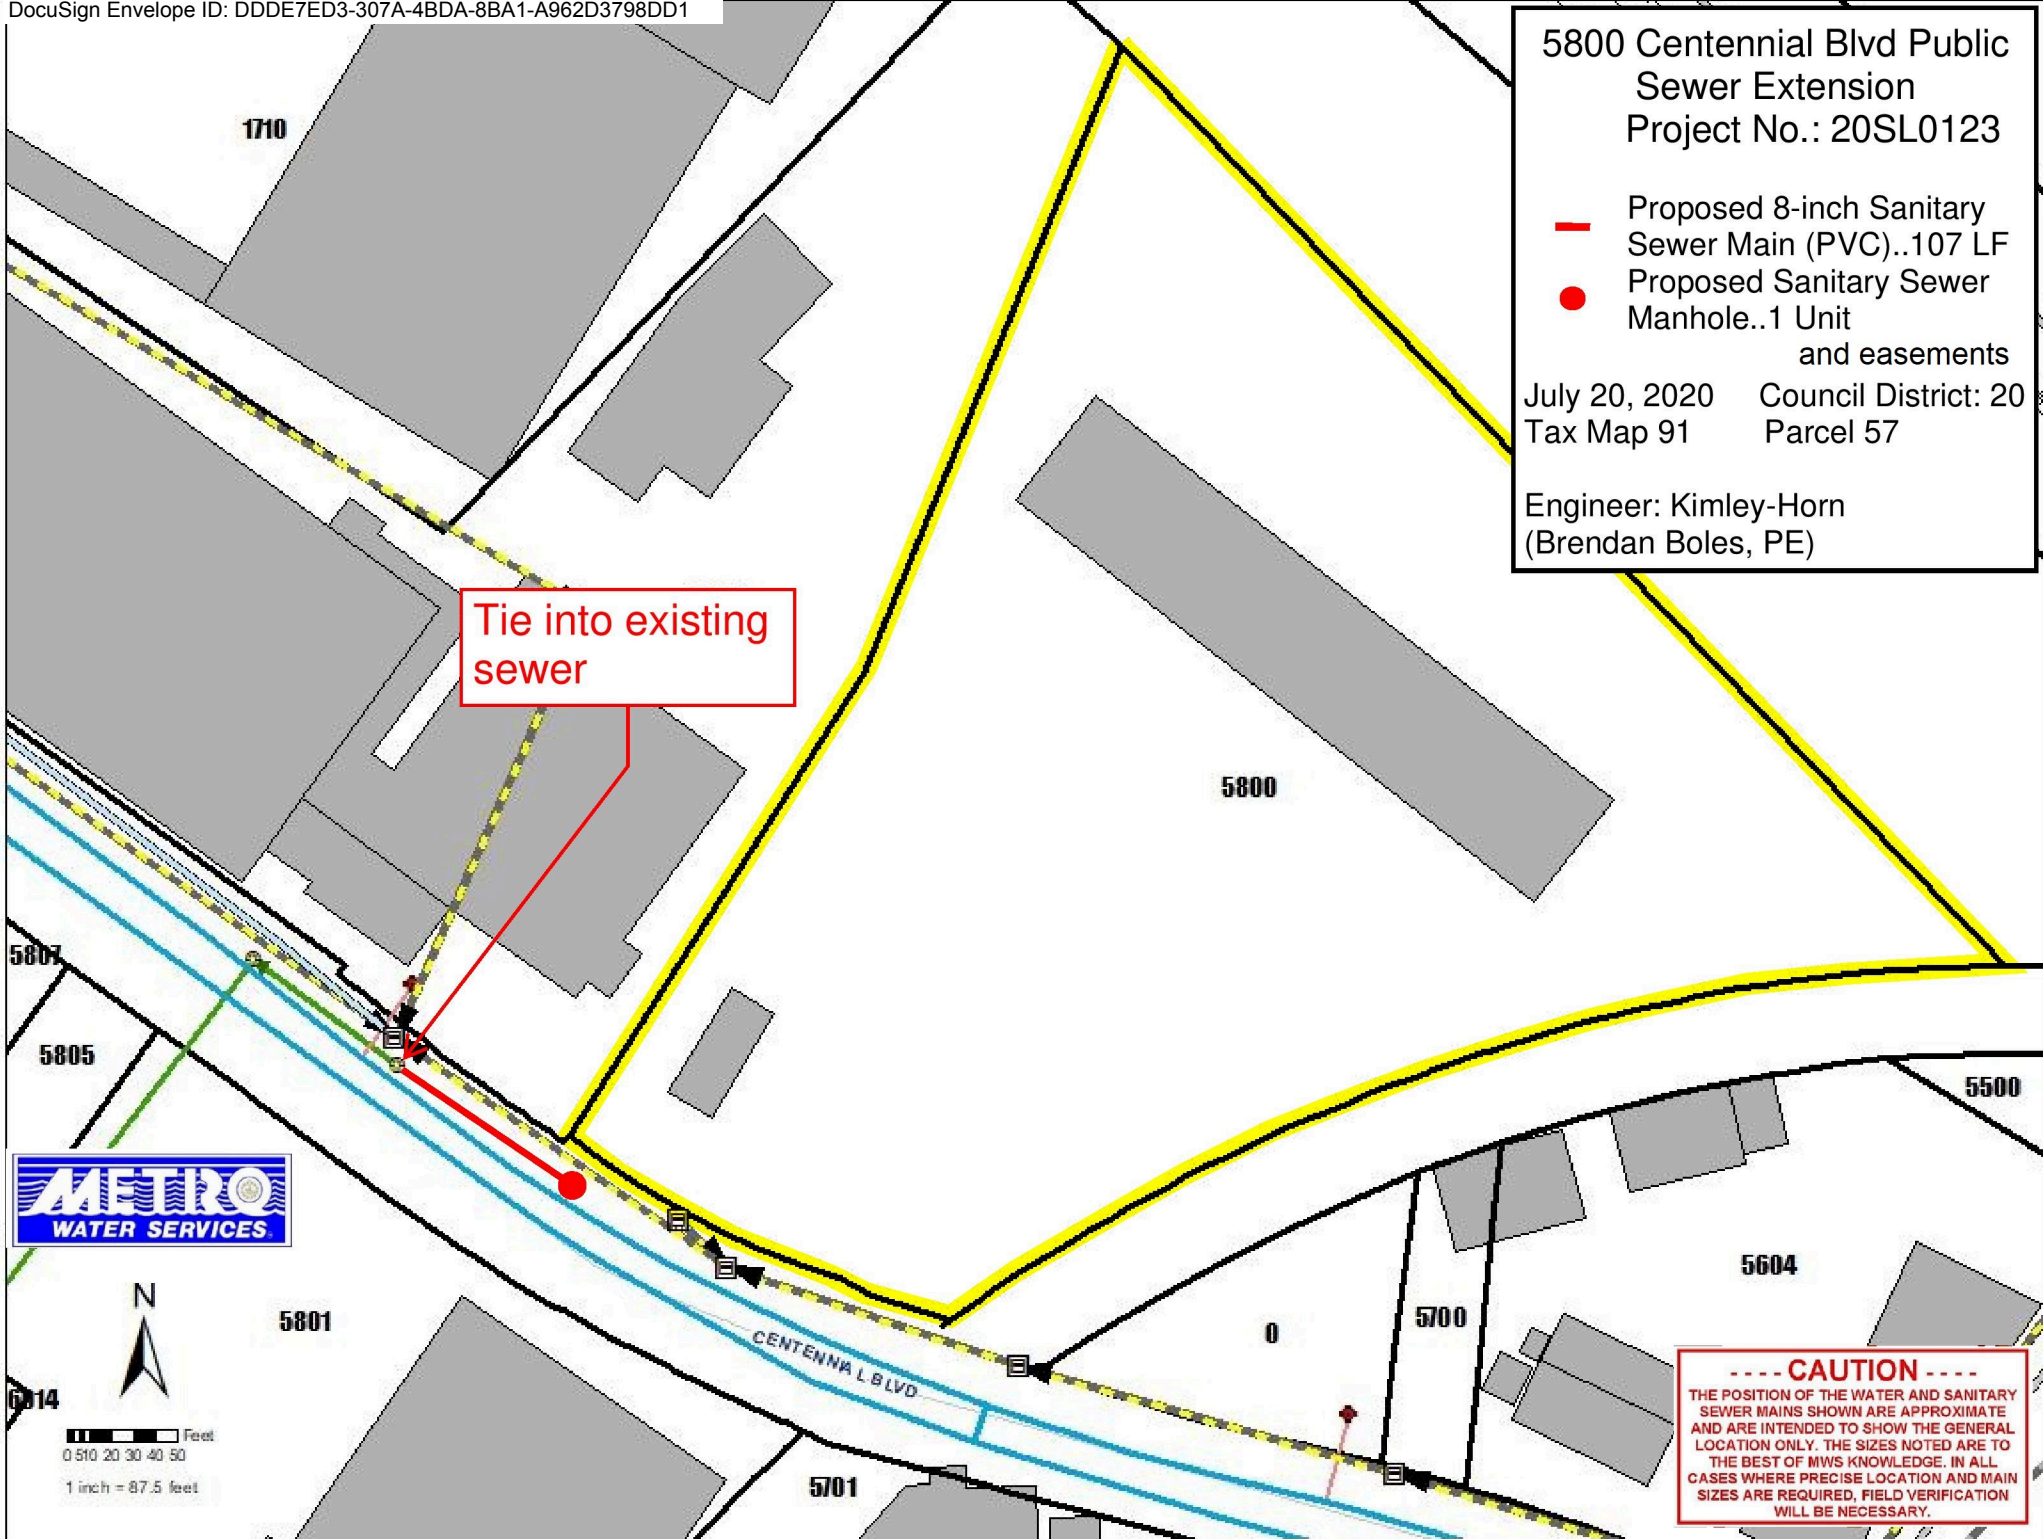 DocuSign Envelope ID: DDDE7ED3-307A-4BDA-8BA1-A962D3798DD1
5800 Centennial Blvd Public
Sewer Extension
Project No.: 20SL0123
Proposed 8-inch Sanitary
Sewer Main (PVC)..107 LF
Proposed Sanitary Sewer
Manhole..1 Unit
and easements
July 20, 2020 Council District: 20
Tax Map 91 Parcel 57
Engineer: Kimley-Horn
(Brendan Boles, PE)
1710
Tie into existing
sewer
5800
5807
5805
5500
METRO
WATER SERVICES
5604
N
5801
5700
0
CENTENNIAL BLVD
5701
Feet
0 510 20 30 40 50
1 inch = 87.5 feet
---- CAUTION ----
THE POSITION OF THE WATER AND SANITARY
SEWER MAINS SHOWN ARE APPROXIMATE
AND ARE INTENDED TO SHOW THE GENERAL
LOCATION ONLY. THE SIZES NOTED ARE TO
THE BEST OF MWS KNOWLEDGE. IN ALL
CASES WHERE PRECISE LOCATION AND MAIN
SIZES ARE REQUIRED, FIELD VERIFICATION
WILL BE NECESSARY.